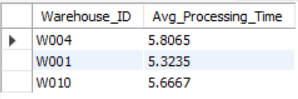 Warehouse_ID Avg_Processing_Time
W004 5.8065
W001 5.3235
W010 5.6667